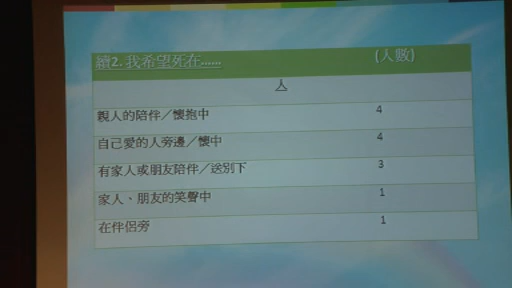 續2. 我希望死在...... (人數)
人
親人的陪伴／懷抱中 4
自己愛的人旁邊／懷中 4
有家人或朋友陪伴／送別下 3
家人、朋友的笑聲中 1
在伴侶旁 1